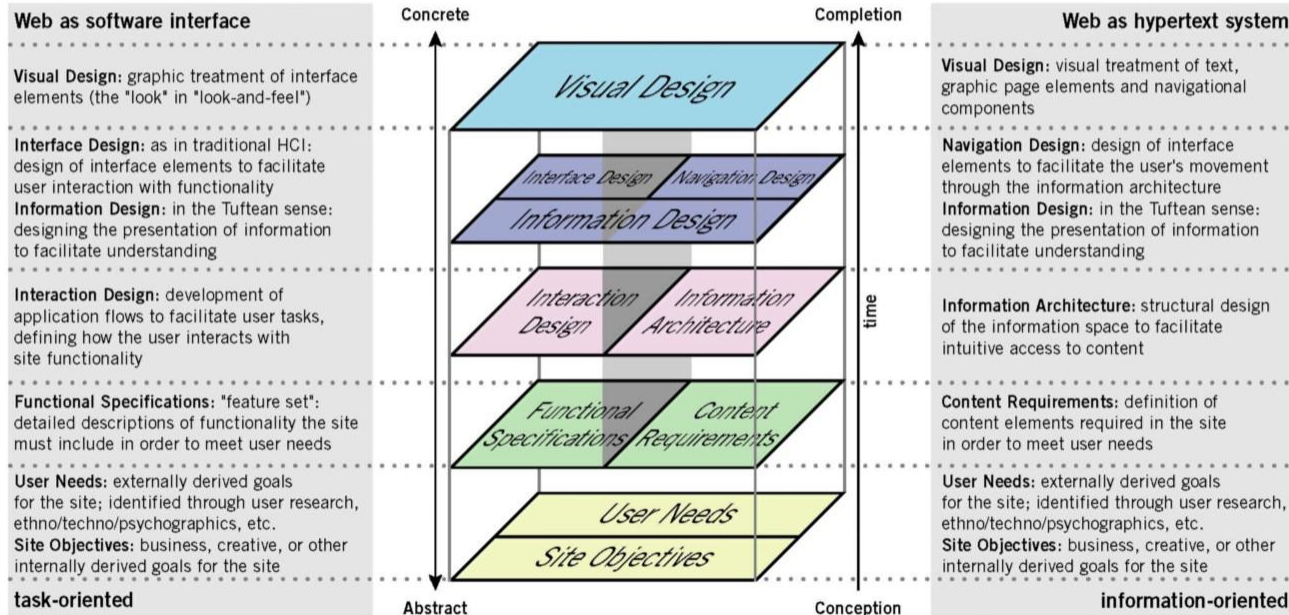 Web as software interface
Visual Design: graphic treatment of interface
elements (the "look" in "look-and-feel")
Interface Design: as in traditional HCI:
design of interface elements to facilitate
user interaction with functionality
Information Design: in the Tuftean sense:
designing the presentation of information
to facilitate understanding
Interaction Design: development of
application flows to facilitate user tasks,
defining how the user interacts with
site functionality
Functional Specifications: "feature set":
detailed descriptions of functionality the site
must include in order to meet user needs
User Needs: externally derived goals
for the site; identified through user research,
ethno/techno/psychographics, etc.
Site Objectives: business, creative, or other
internally derived goals for the site
task-oriented
Concrete
Completion
Visual Design
Interface Design
Navigation Design
Information Design
Interaction
Design
Information
Architecture
Functional
Specifications
Content
Requirements
User Needs
Site Objectives
time
Abstract
Conception
Web as hypertext system
Visual Design: visual treatment of text,
graphic page elements and navigational
components
Navigation Design: design of interface
elements to facilitate the user's movement
through the information architecture
Information Design: in the Tuftean sense:
designing the presentation of information
to facilitate understanding
Information Architecture: structural design
of the information space to facilitate
intuitive access to content
Content Requirements: definition of
content elements required in the site
in order to meet user needs
User Needs: externally derived goals
for the site; identified through user research,
ethno/techno/psychographics, etc.
Site Objectives: business, creative, or other
internally derived goals for the site
information-oriented